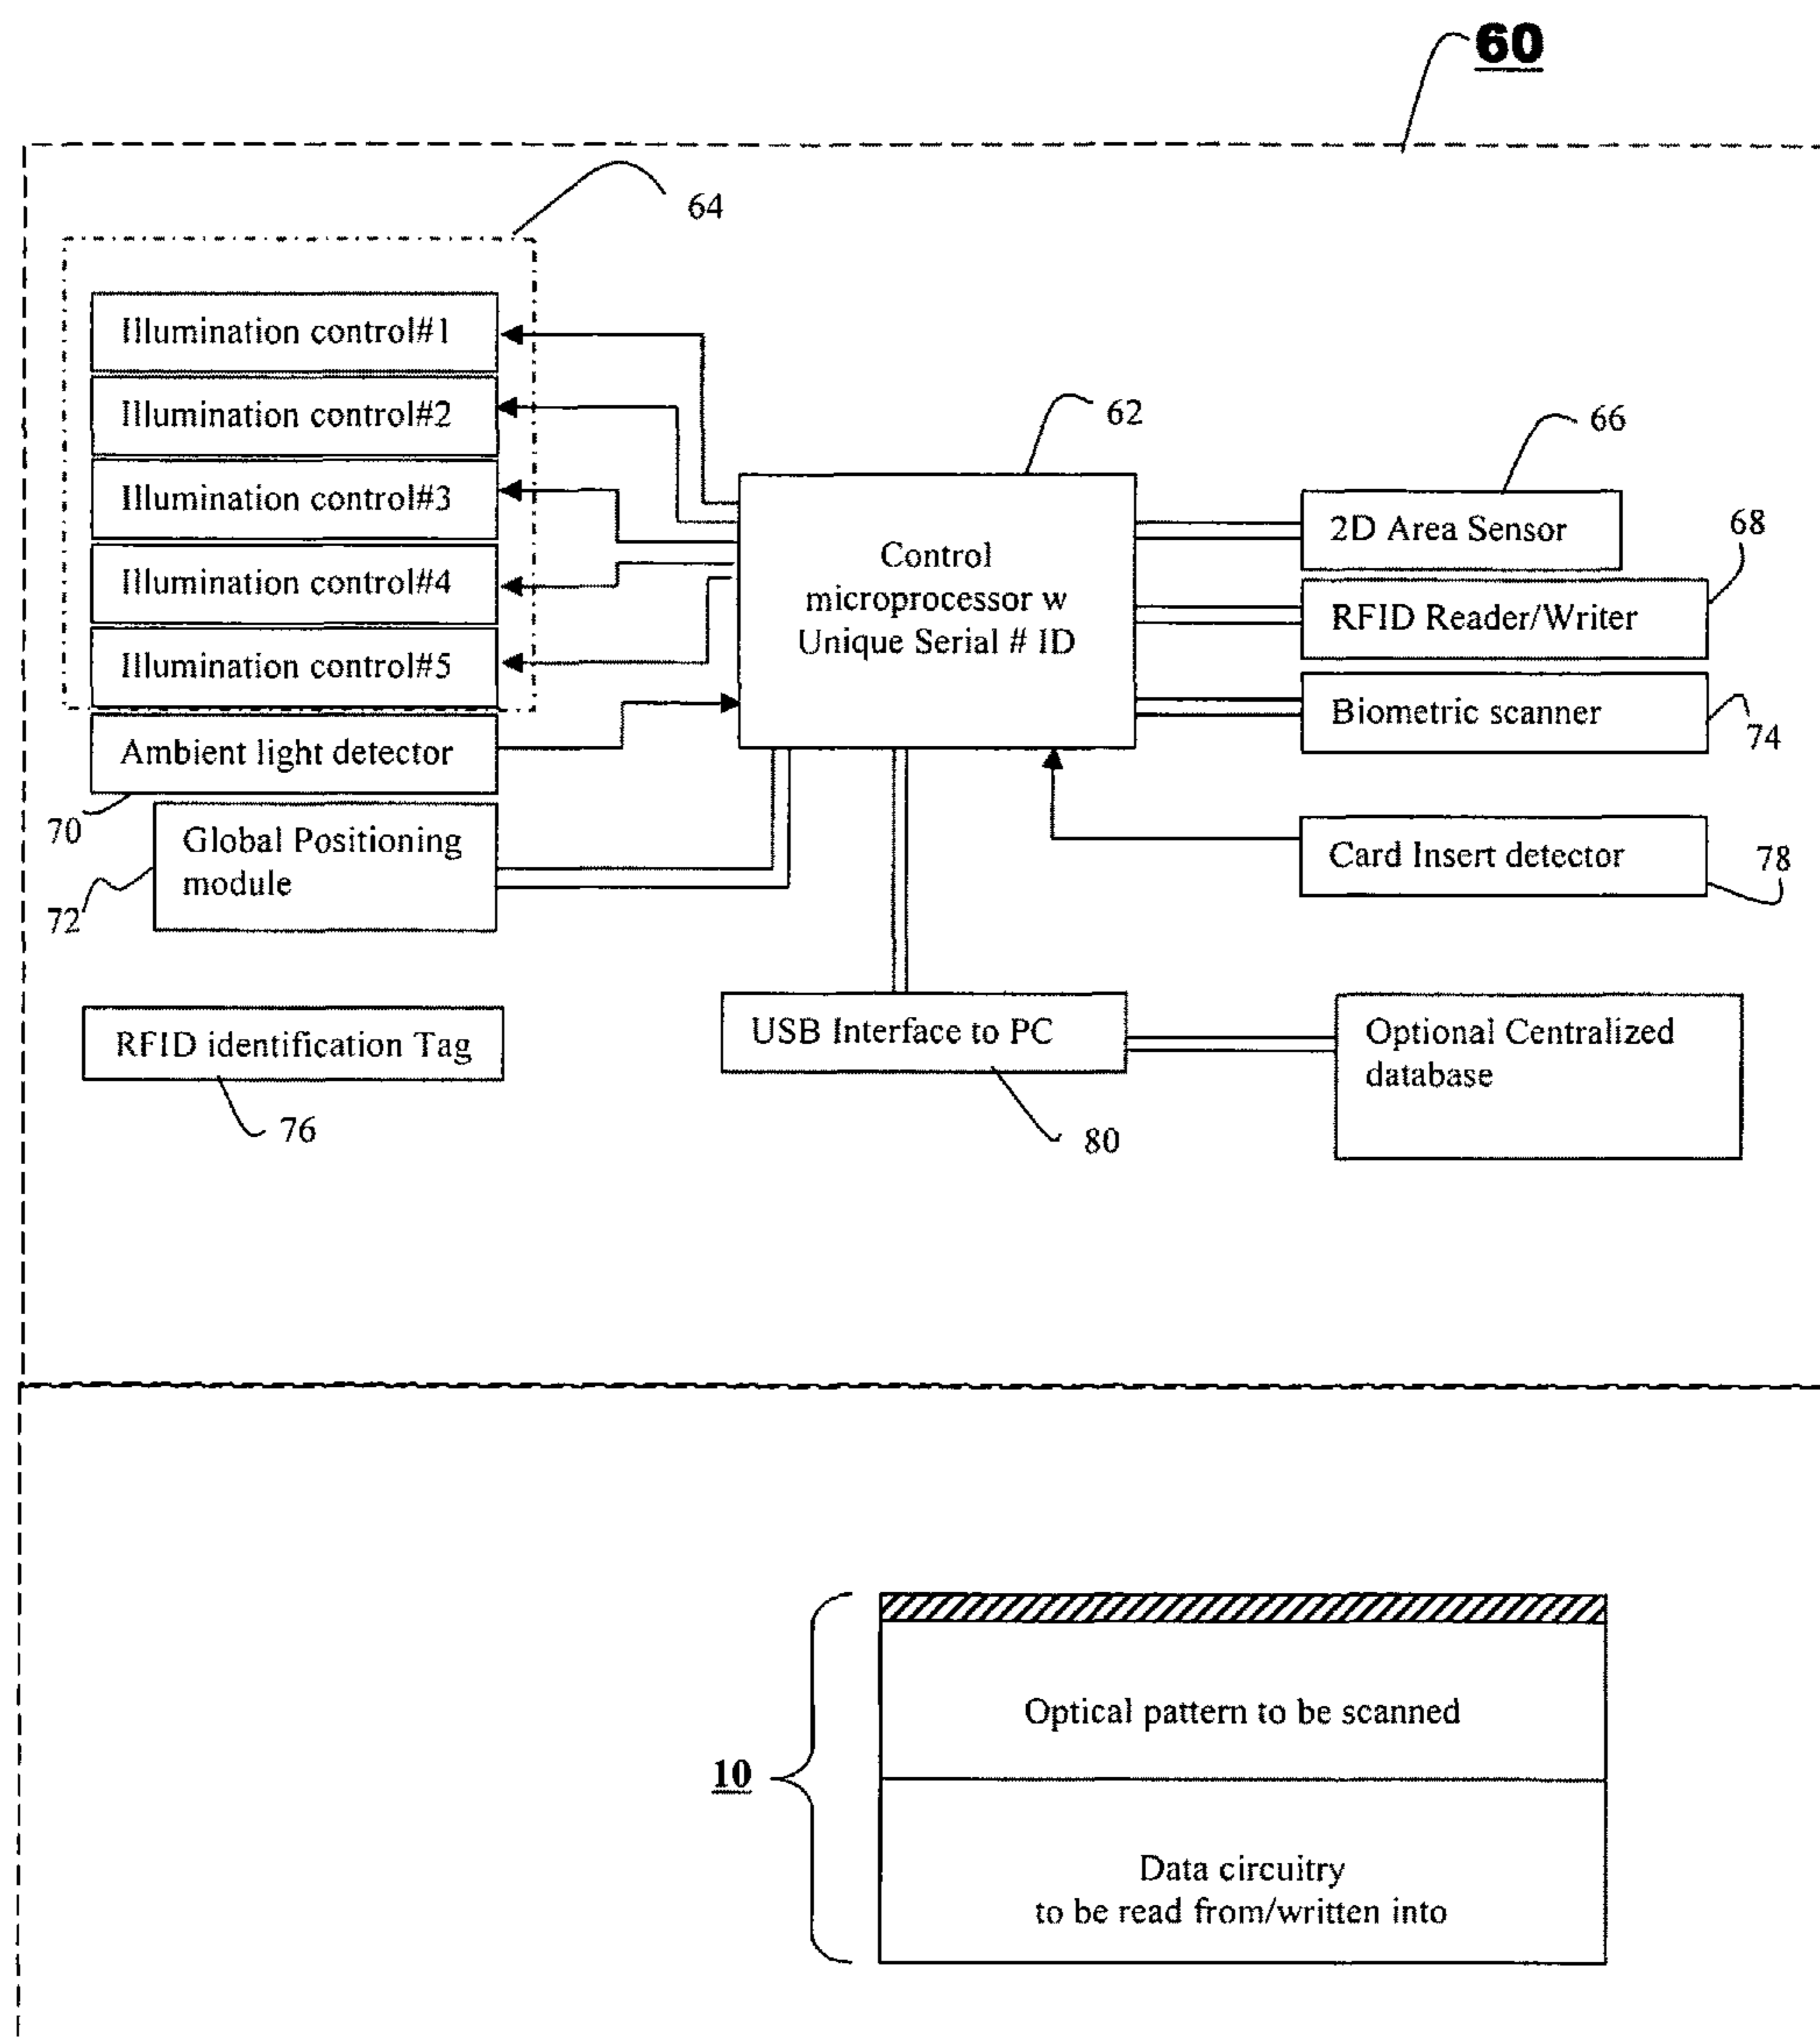 60
64
Illumination control#1
Illumination control#2
Illumination control#3
Illumination control#4
Illumination control#5
Ambient light detector
70
Global Positioning
module
72
62
Control
microprocessor w
Unique Serial # ID
66
2D Area Sensor
68
RFID Reader/Writer
Biometric scanner
74
Card Insert detector
78
RFID identification Tag
76
USB Interface to PC
80
Optional Centralized
database
10
Optical pattern to be scanned
Data circuitry
to be read from/written into